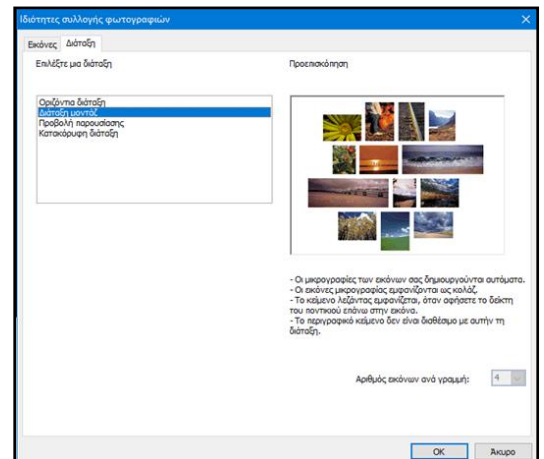 Ιδιότητες συλλογής φωτογραφιών
Εικόνες Διάταξη
Επιλέξτε μια διάταξη
Οριζόντια διάταξη
Διάταξη μοντάζ
Προβολή παρουσίασης
Κατακόρυφη διάταξη
Προεπισκόπηση
- Οι μικρογραφίες των εικόνων σας δημιουργούνται αυτόματα.
- Οι εικόνες μικρογραφίας εμφανίζονται ως κολάζ.
- Το κείμενο λεζάντας εμφανίζεται, όταν αφήσετε το δείκτη
του ποντικιού επάνω στην εικόνα.
- Το περιγραφικό κείμενο δεν είναι διαθέσιμο με αυτήν τη
διάταξη.
Αριθμός εικόνων ανά γραμμή: 4
OK Άκυρο